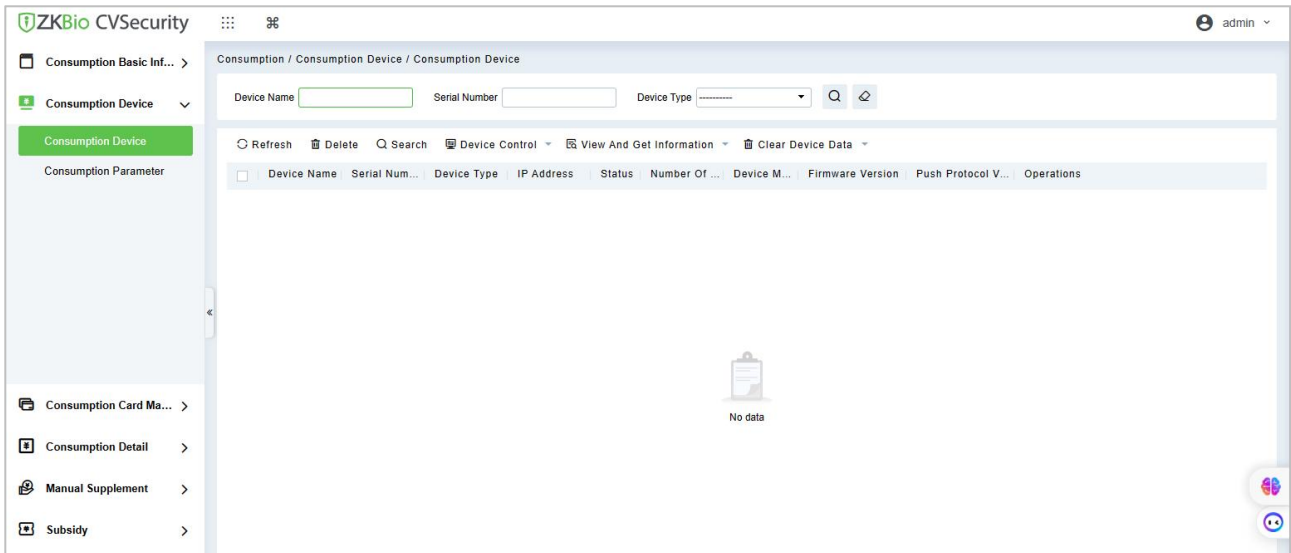 ZKBio CVSecurity
admin
Consumption Basic Inf...
Consumption Device
Consumption Device
Consumption Parameter
Consumption Card Ma...
Consumption Detail
Manual Supplement
Subsidy
Consumption / Consumption Device / Consumption Device
Device Name Serial Number Device Type ----------
Refresh Delete Search Device Control View And Get Information Clear Device Data
Device Name Serial Num... Device Type IP Address Status Number Of ... Device M... Firmware Version Push Protocol V... Operations
No data